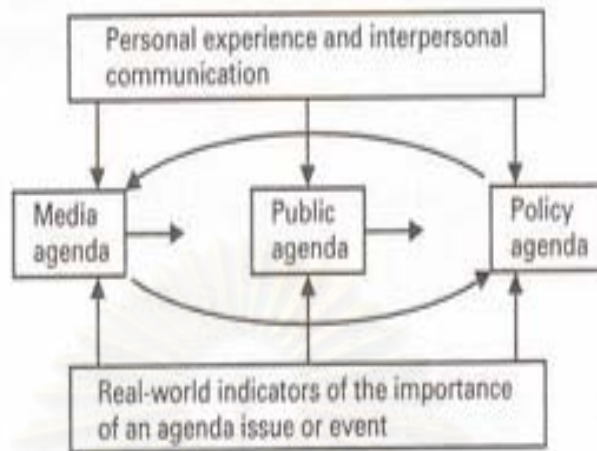 Personal experience and interpersonal
communication
Media
agenda
Public
agenda
Policy
agenda
Real-world indicators of the importance
of an agenda issue or event